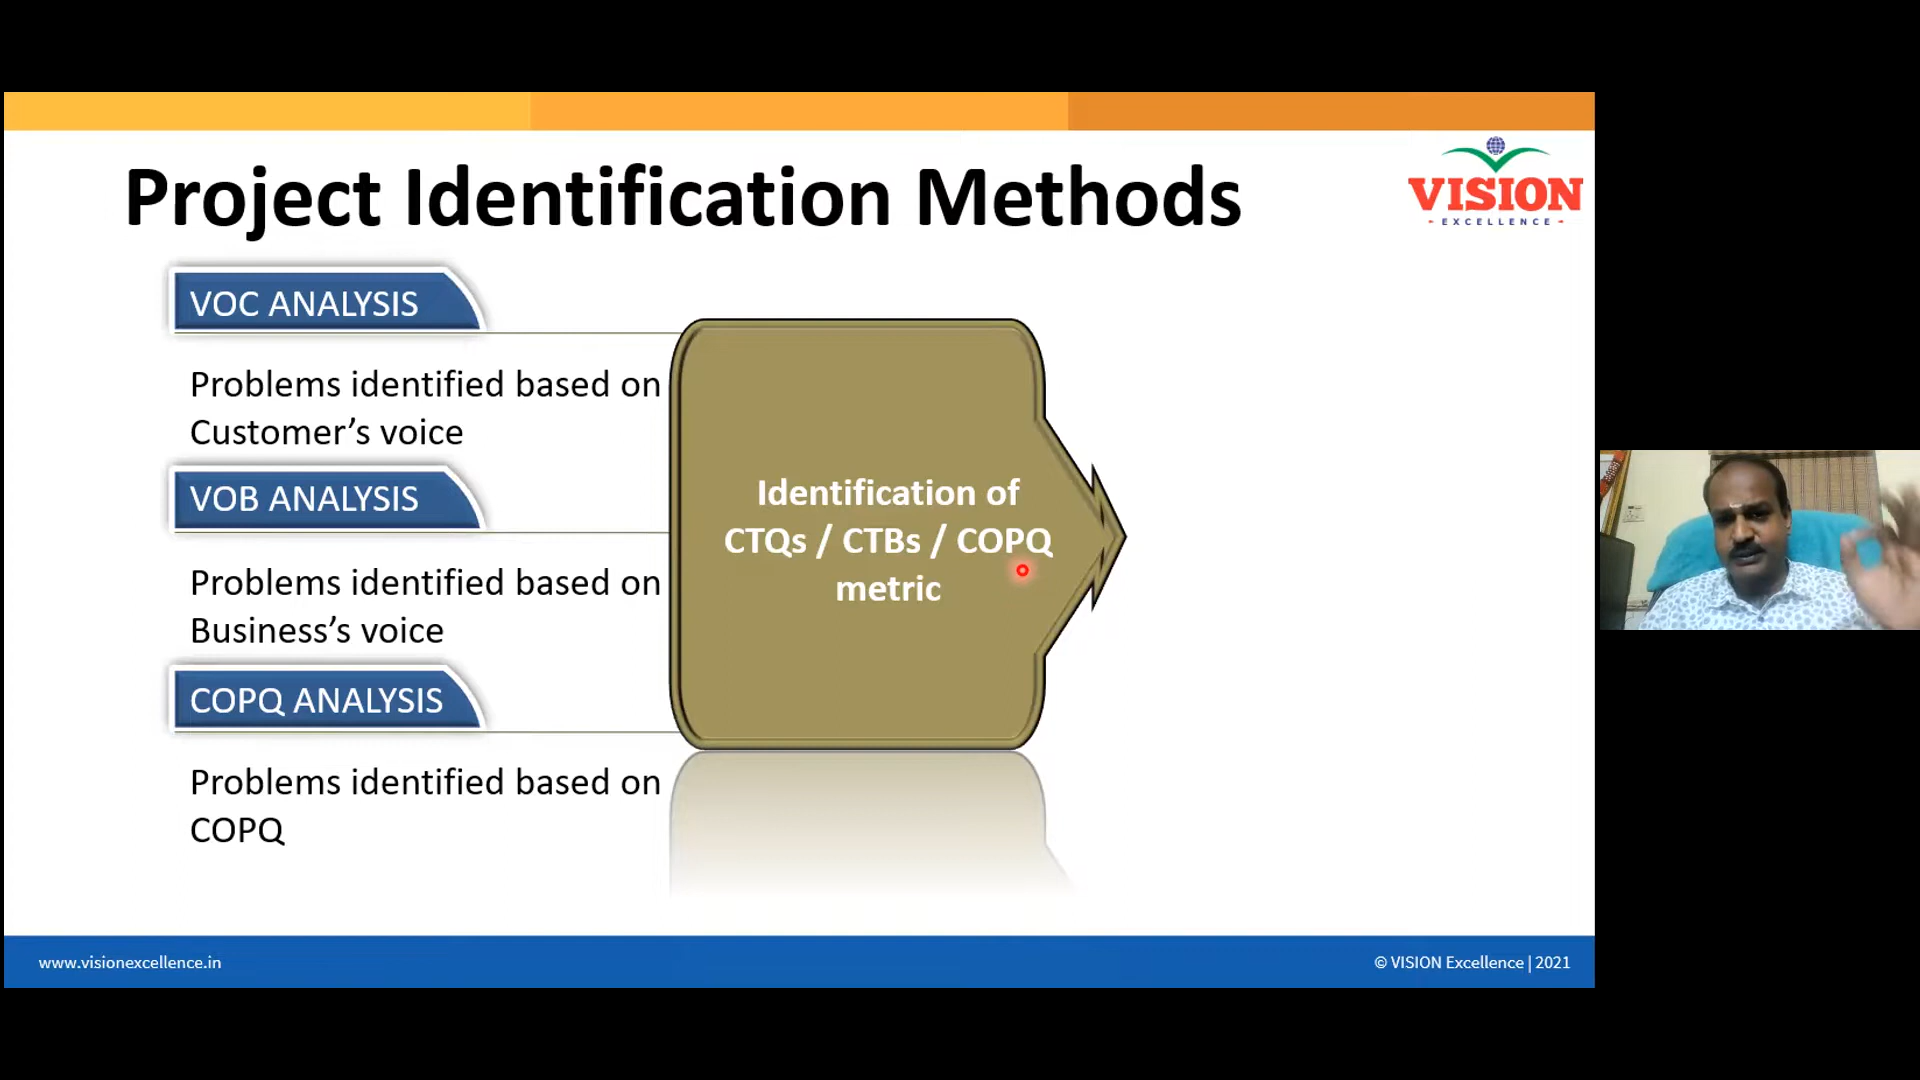 Project Identification Methods
VISION
EXCELLENCE
VOC ANALYSIS
Problems identified based on
Customer’s voice
VOB ANALYSIS
Problems identified based on
Business’s voice
COPQ ANALYSIS
Problems identified based on
COPQ
Identification of
CTQs / CTBs / COPQ
metric
www.visionexcellence.in
© VISION Excellence | 2021